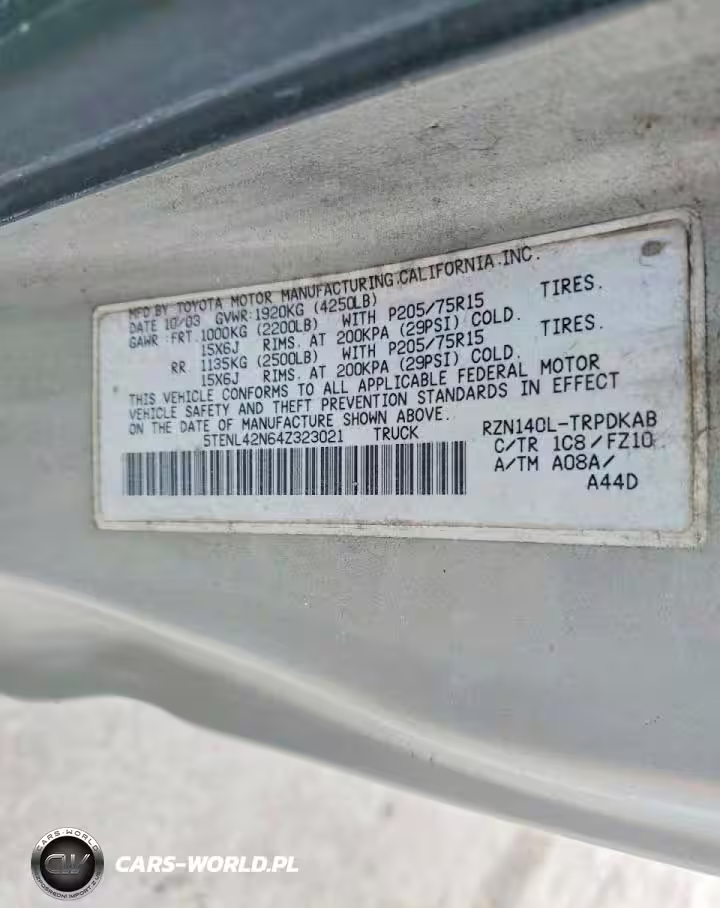 MFD BY TOYOTA MOTOR MANUFACTURING.CALIFORNIA.INC.
DATE 10/03 GVWR:1920KG (4250LB)
GAWR:FRT.1000KG (2200LB) WITH P205/75R15 TIRES.
15X6J RIMS. AT 200KPA (29PSI) COLD.
RR 1135KG (2500LB) WITH P205/75R15 TIRES.
15X6J RIMS. AT 200KPA (29PSI) COLD.
THIS VEHICLE CONFORMS TO ALL APPLICABLE FEDERAL MOTOR
VEHICLE SAFETY AND THEFT PREVENTION STANDARDS IN EFFECT
ON THE DATE OF MANUFACTURE SHOWN ABOVE.
5TENL42N64Z323021 TRUCK
RZN140L-TRPDKAB
C/TR 1C8/FZ10
A/TM A08A/
A44D
CARS-WORLD
CW
CARS-WORLD.PL